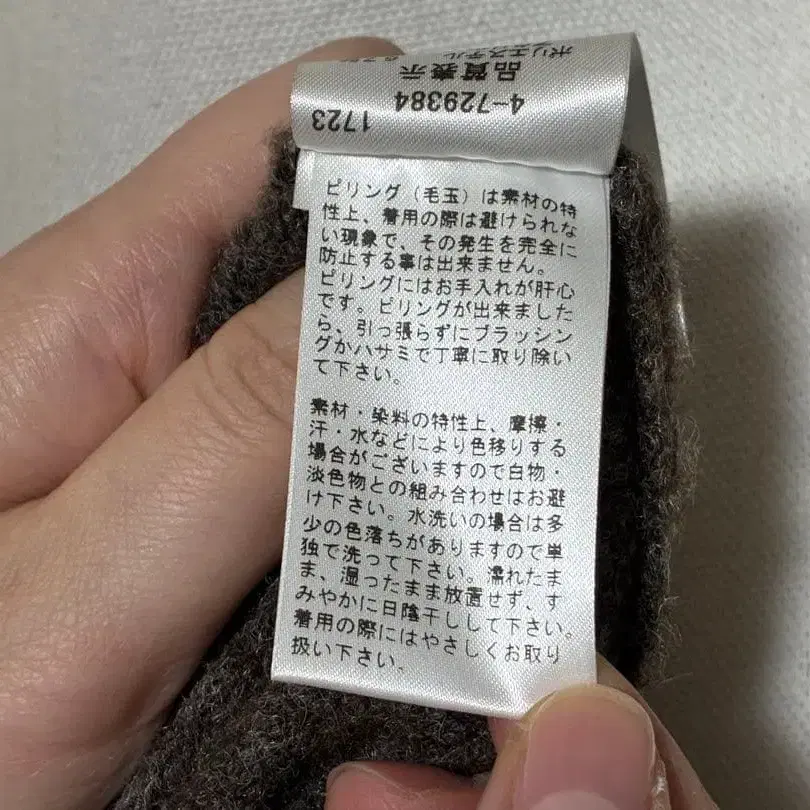 ポリエステル
品質表示
4-729384
1723
ピリング（毛玉）は素材の特
性上、着用の際は避けられな
い現象で、その発生を完全に
防止する事は出来ません。
ピリングにはお手入れが肝心
です。ピリングが出来ました
ら、引っ張らずにブラッシン
グかハサミで丁寧に取り除い
て下さい。
素材・染料の特性上、摩擦・
汗・水などにより色移りする
場合がございますので白物・
淡色物との組み合わせはお避
け下さい。水洗いの場合は多
少の色落ちがありますので単
独で洗って下さい。濡れたま
ま、湿ったまま放置せず、す
みやかに日陰干しして下さい。
着用の際にはやさしくお取り
扱い下さい。